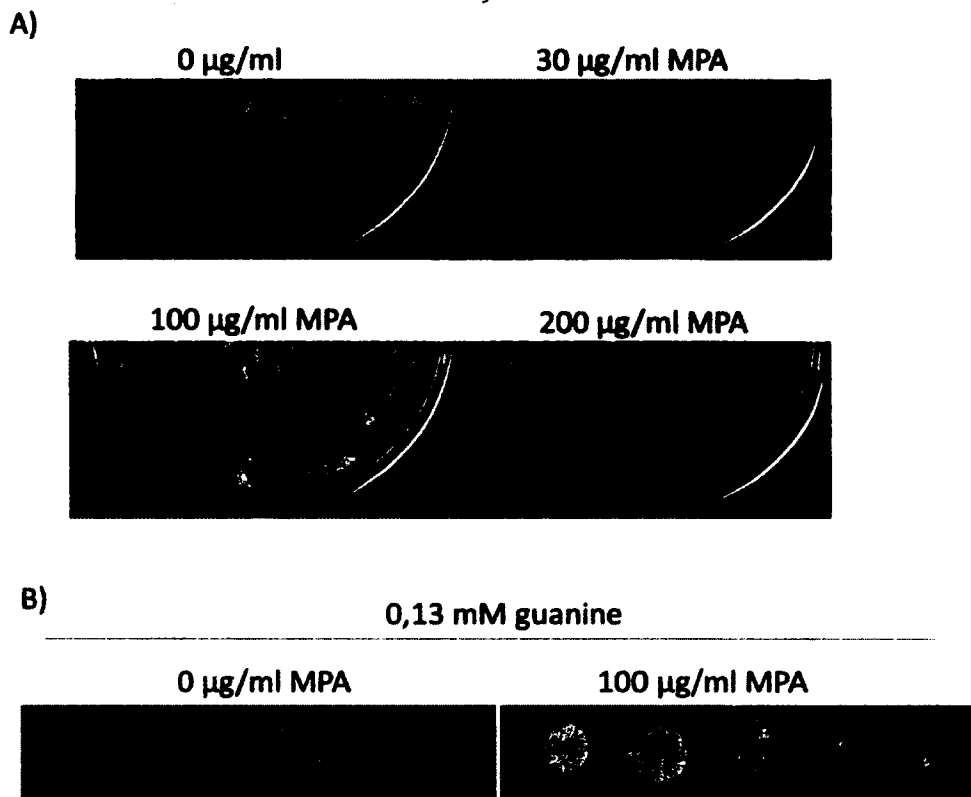 A)
0 µg/ml 30 µg/ml MPA
100 µg/ml MPA 200 µg/ml MPA
B)
0,13 mM guanine
0 µg/ml MPA 100 µg/ml MPA